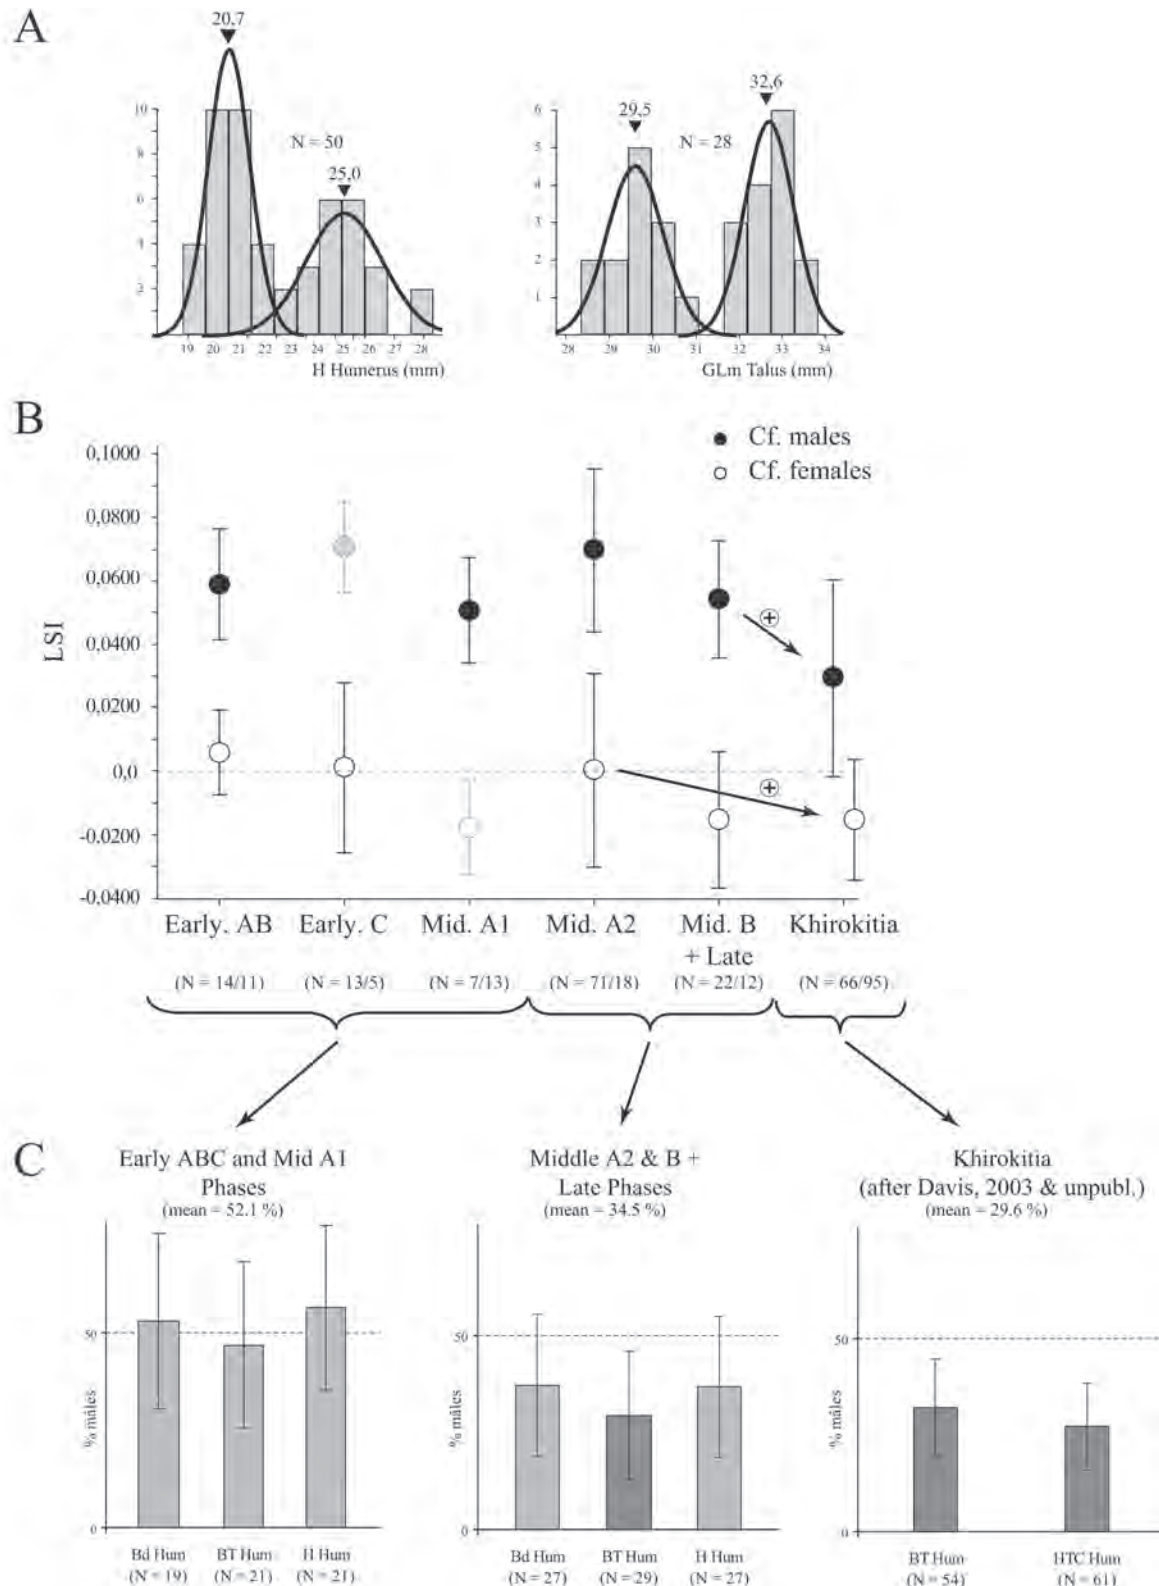 A
20,7
10
8
6
4
2
N = 50
25,0
19 20 21 22 23 24 25 26 27 28
H Humerus (mm)
29,5
32,6
6
5
4
3
2
1
N = 28
28 29 30 31 32 33 34
GLm Talus (mm)
B
Cf. males
Cf. females
LSI
0,1000
0,0800
0,0600
0,0400
0,0200
0,0
-0.0200
-0.0400
Early. AB
Early. C
Mid. A1
Mid. A2
Mid. B
+ Late
Khirokitia
(N = 14/11)
(N = 13/5)
(N = 7/13)
(N = 71/18)
(N = 22/12)
(N = 66/95)
C
Early ABC and Mid A1
Phases
(mean = 52.1 %)
% mâles
50
0
Bd Hum
(N = 19)
BT Hum
(N = 21)
H Hum
(N = 21)
Middle A2 & B +
Late Phases
(mean = 34.5 %)
% mâles
50
0
Bd Hum
(N = 27)
BT Hum
(N = 29)
H Hum
(N = 27)
Khirokitia
(after Davis, 2003 & unpubl.)
(mean = 29.6 %)
% mâles
50
0
BT Hum
(N = 54)
HTC Hum
(N = 61)